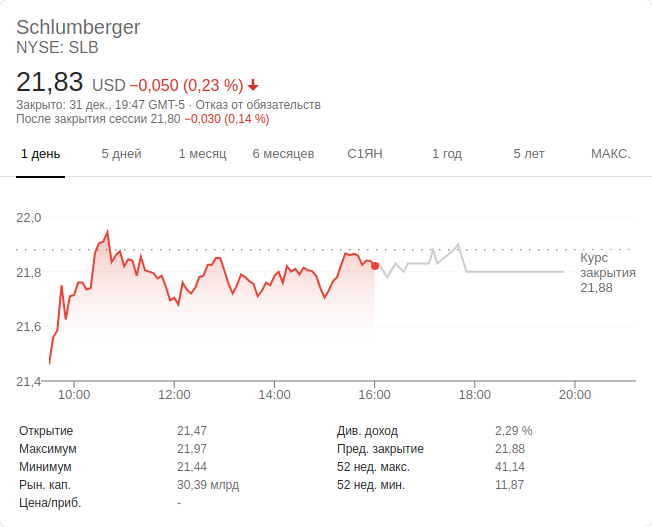 Schlumberger
NYSE: SLB
21,83 USD −0,050 (0,23 %)
Закрыто: 31 дек., 19:47 GMT-5 · Отказ от обязательств
После закрытия сессии 21,80 −0,030 (0,14 %)
1 день 5 дней 1 месяц 6 месяцев С1ЯН 1 год 5 лет МАКС.
22,0
21,8
21,6
21,4
Курс
закрытия
21,88
10:00 12:00 14:00 16:00 18:00 20:00
Открытие 21,47 Див. доход 2,29 %
Максимум 21,97 Пред. закрытие 21,88
Минимум 21,44 52 нед. макс. 41,14
Рын. кап. 30,39 млрд 52 нед. мин. 11,87
Цена/приб. -